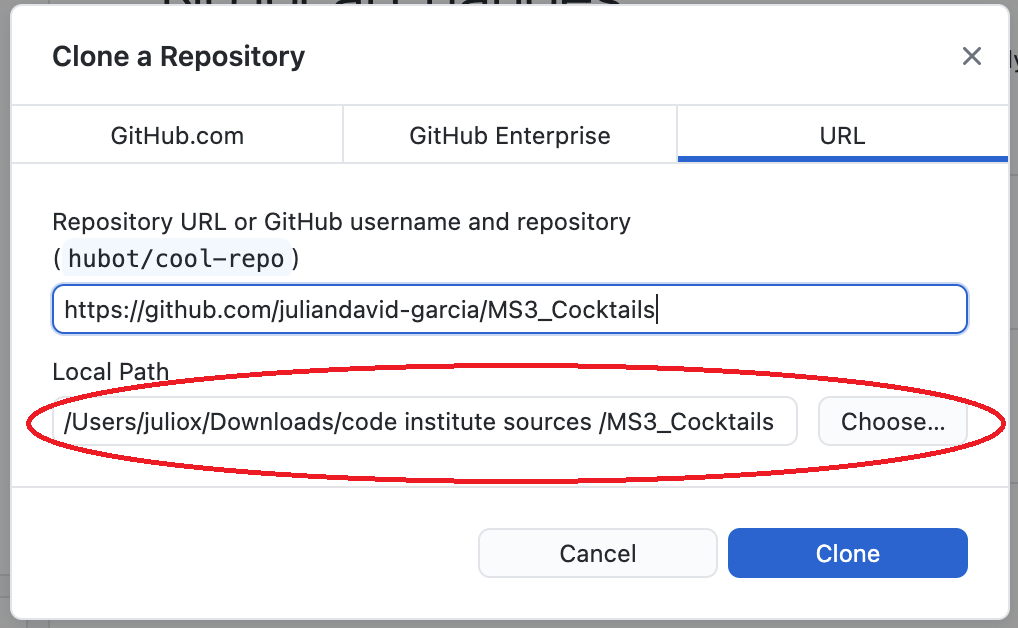 Clone a Repository
GitHub.com
GitHub Enterprise
URL
Repository URL or GitHub username and repository
(hubot/cool-repo)
https://github.com/juliandavid-garcia/MS3_Cocktails
Local Path
/Users/juliox/Downloads/code institute sources /MS3_Cocktails
Choose...
Cancel
Clone